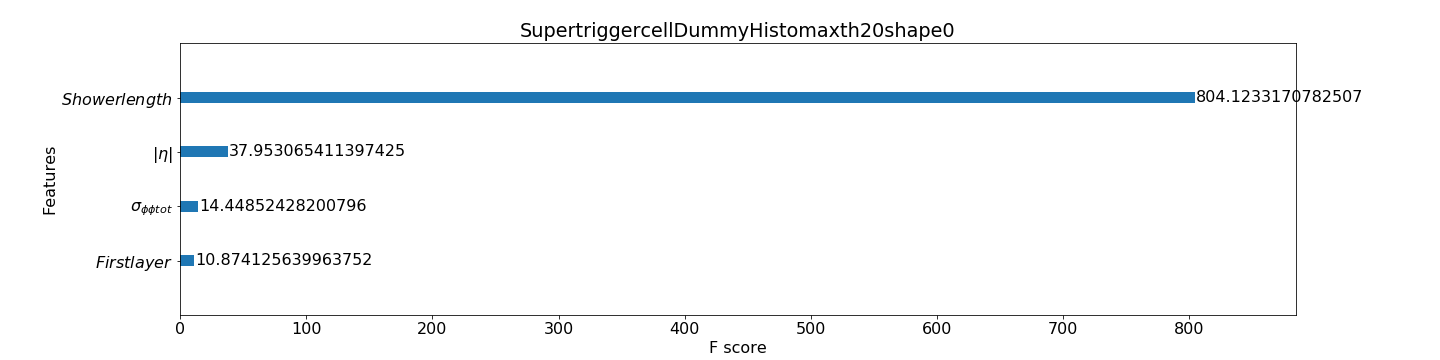 SupertriggercellDummyHistomaxth20shape0
Showerlength
804.1233170782507
|η|
37.953065411397425
σϕϕtot
14.44852428200796
Firstlayer
10.874125639963752
Features
0 100 200 300 400 500 600 700 800
F score